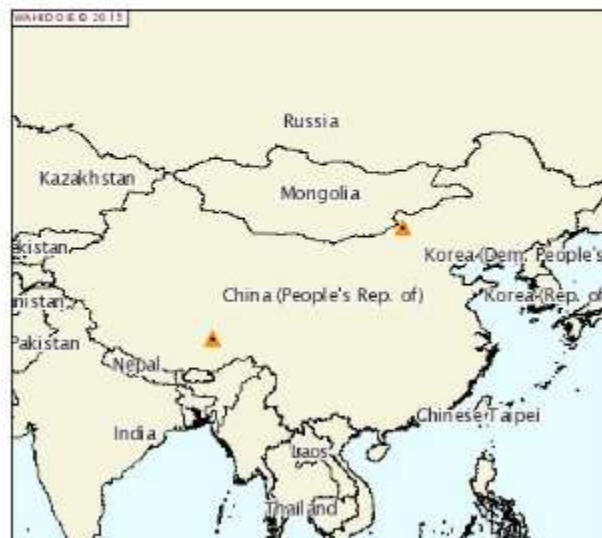 WAHID OIE © 2015
Russia
Kazakhstan
Mongolia
ekistan
Korea (Dem. People's
China (People's Rep. of)
Korea (Rep. of
nistan
Pakistan
Nepal
Chinese Taipei
India
Laos
Thailand